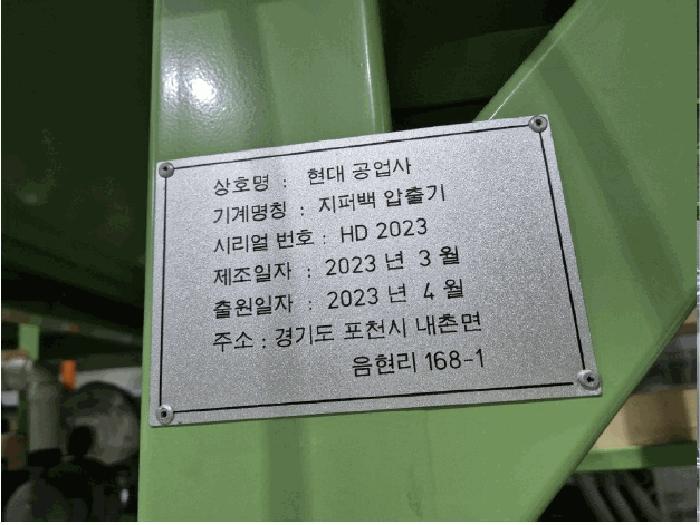 상호명 : 현대 공업사
기계명칭 : 지퍼백 압출기
시리얼 번호 : HD 2023
제조일자 : 2023 년 3 월
출원일자 : 2023 년 4 월
주소 : 경기도 포천시 내촌면
음현리 168-1